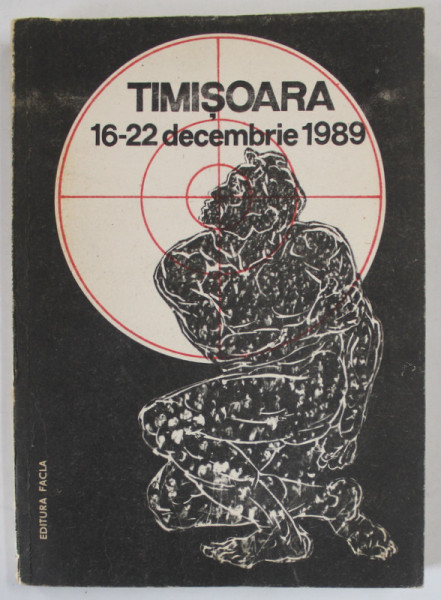 TIMIȘOARA
16-22 decembrie 1989
EDITURA FACLA